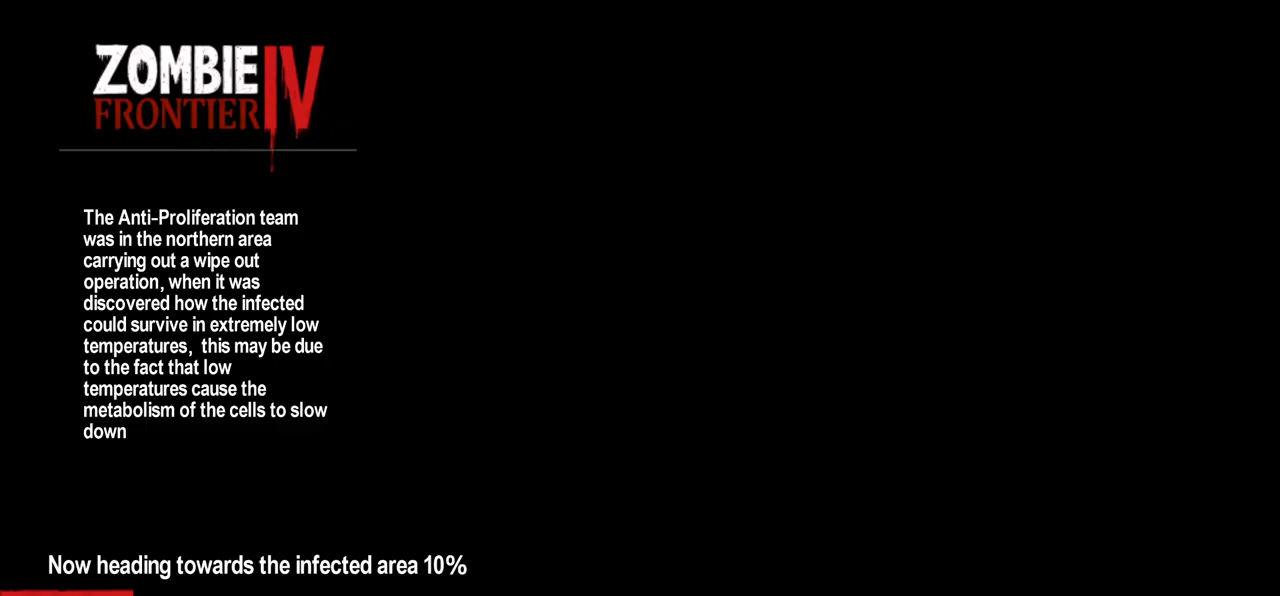 ZOMBIE IV
FRONTIER
The Anti-Proliferation team
was in the northern area
carrying out a wipe out
operation, when it was
discovered how the infected
could survive in extremely low
temperatures,  this may be due
to the fact that low
temperatures cause the
metabolism of the cells to slow
down
Now heading towards the infected area 10%